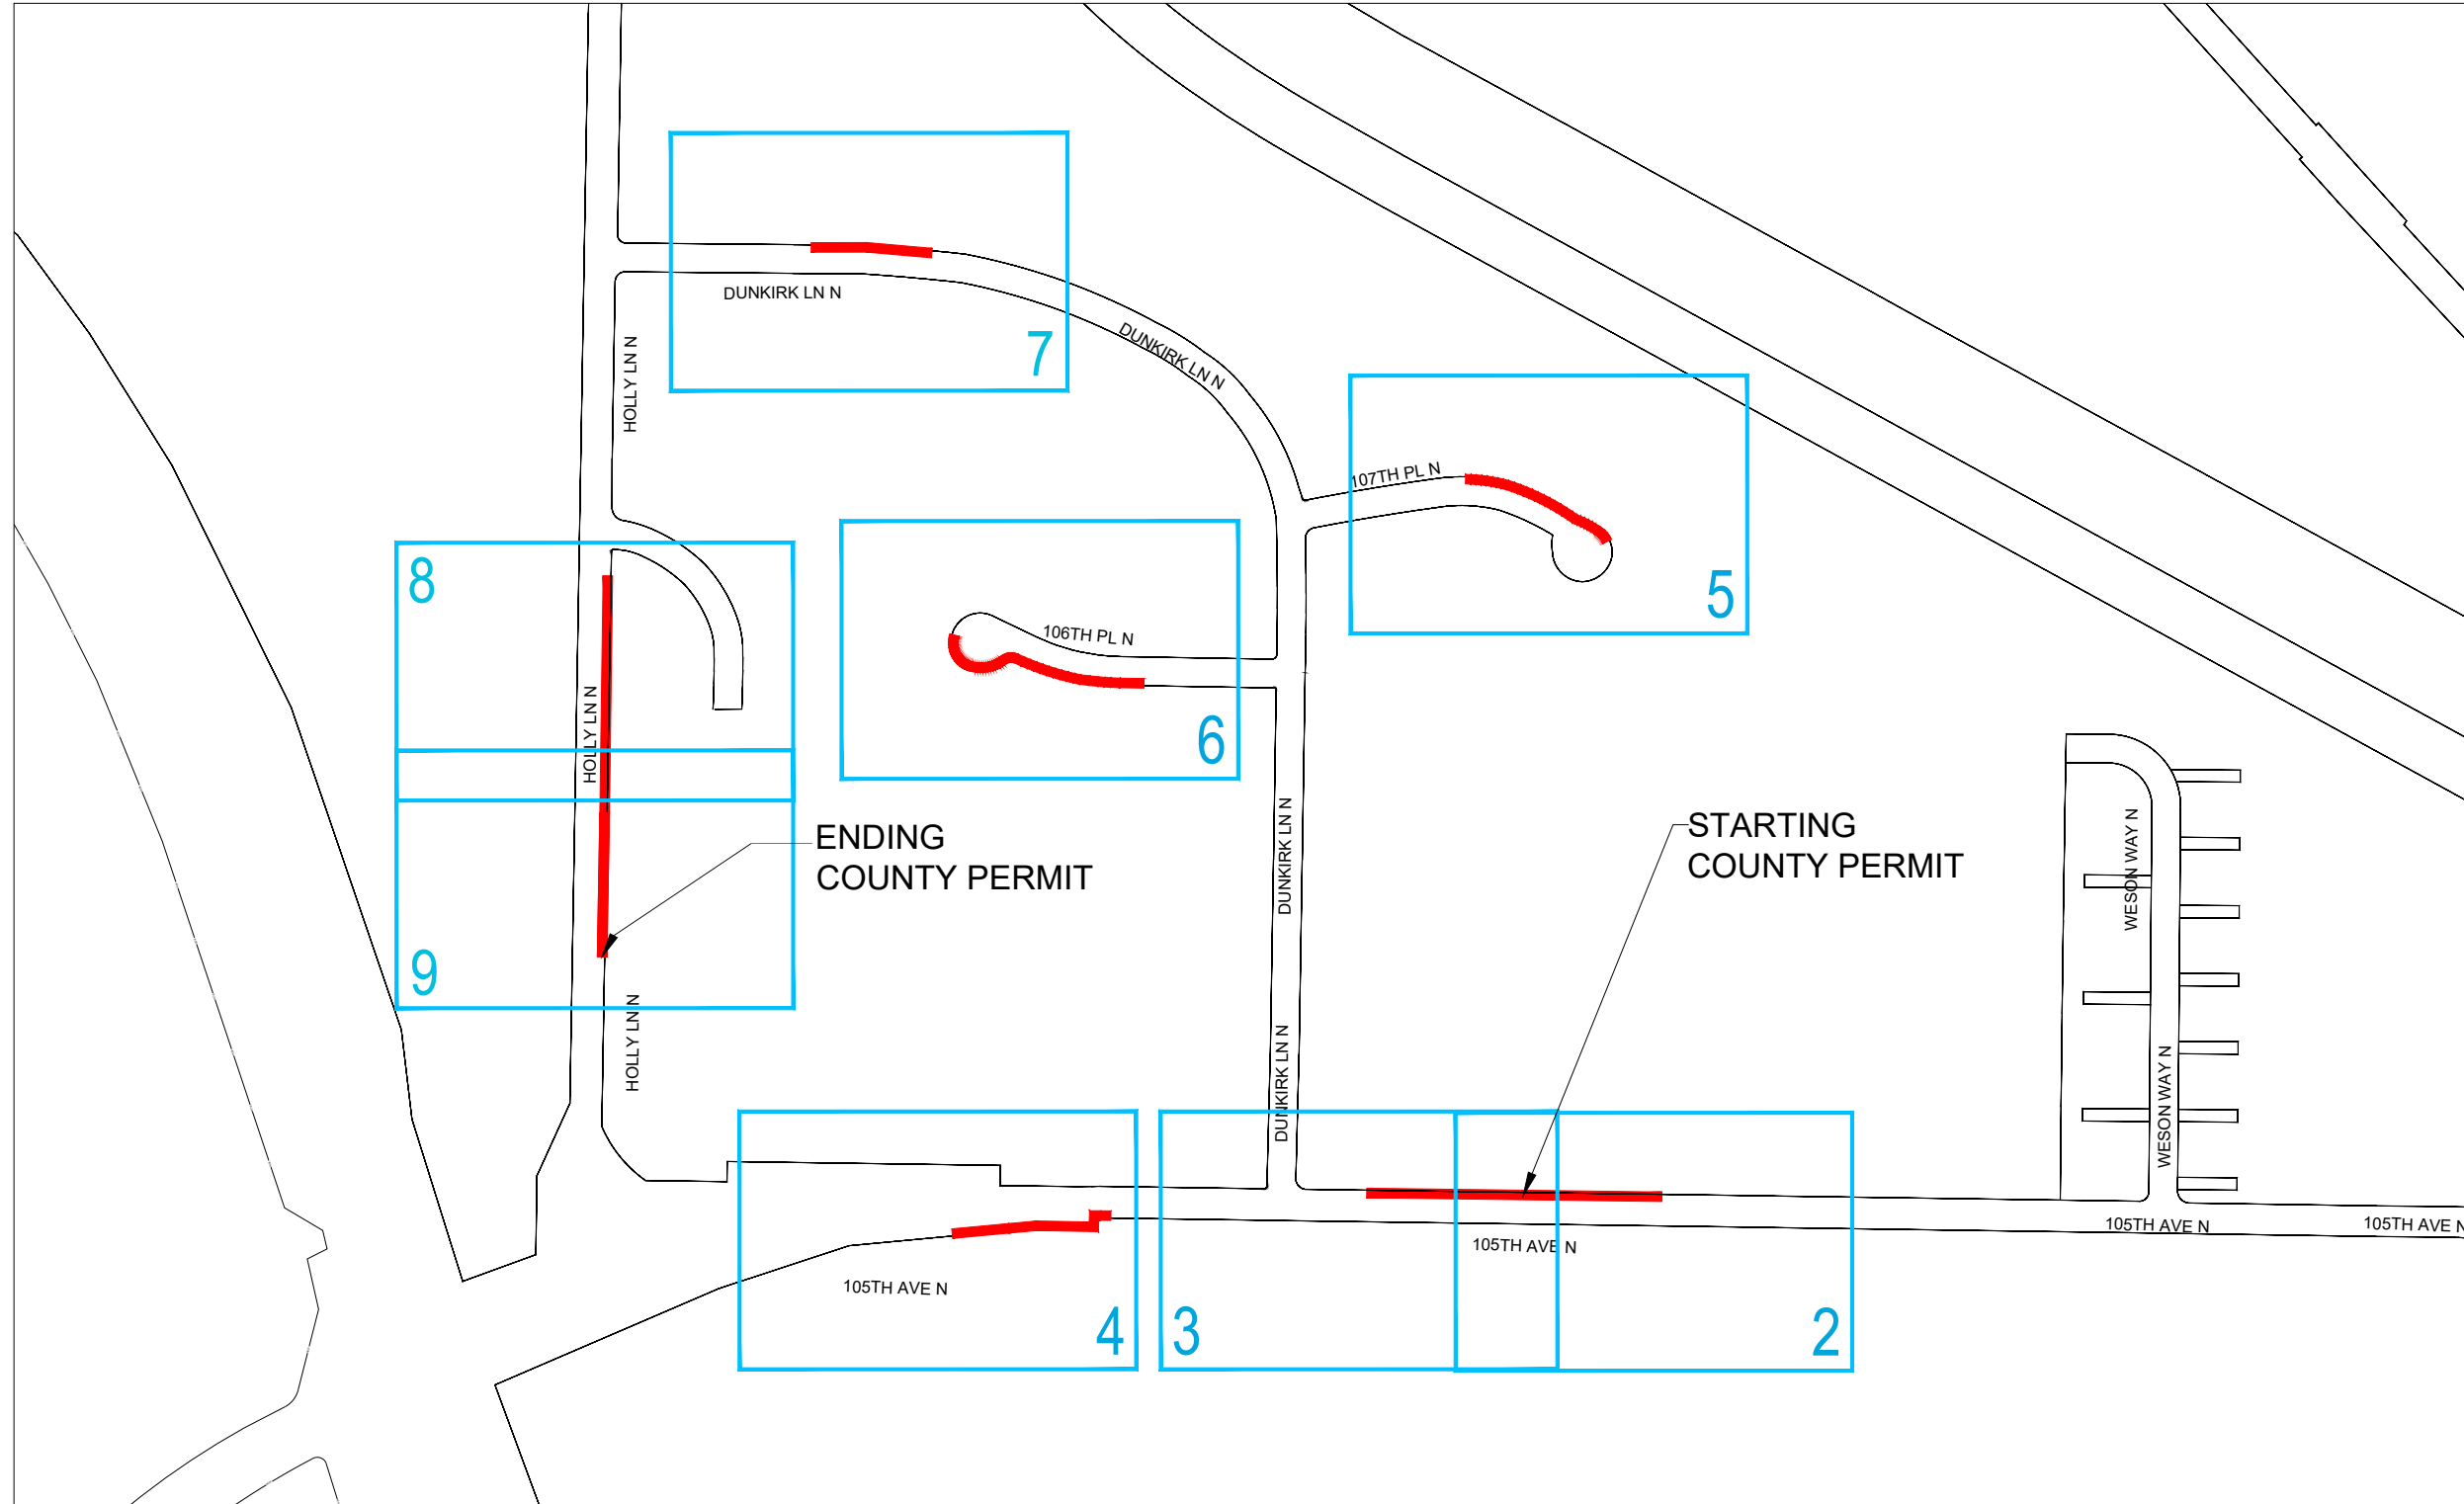 DUNKIRK LN N
7
DUNKIRK LN N
HOLLY LN N
107TH PL N
5
8
106TH PL N
6
HOLLY LN N
ENDING
COUNTY PERMIT
DUNKIRK LN N
STARTING
COUNTY PERMIT
WESON WAY N
9
HOLLY LN N
DUNKIRK LN N
WESON WAY N
105TH AVE N
105TH AVE N
105TH AVE N
105TH AVE N
4
3
2